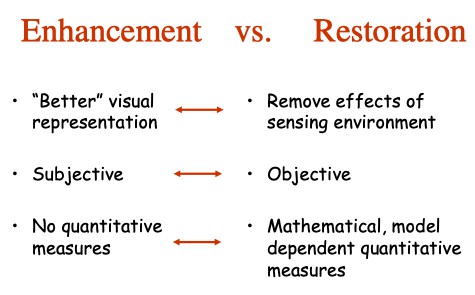 Enhancement vs. Restoration
• “Better” visual
representation
• Remove effects of
sensing environment
• Subjective
• Objective
• No quantitative
measures
• Mathematical, model
dependent quantitative
measures